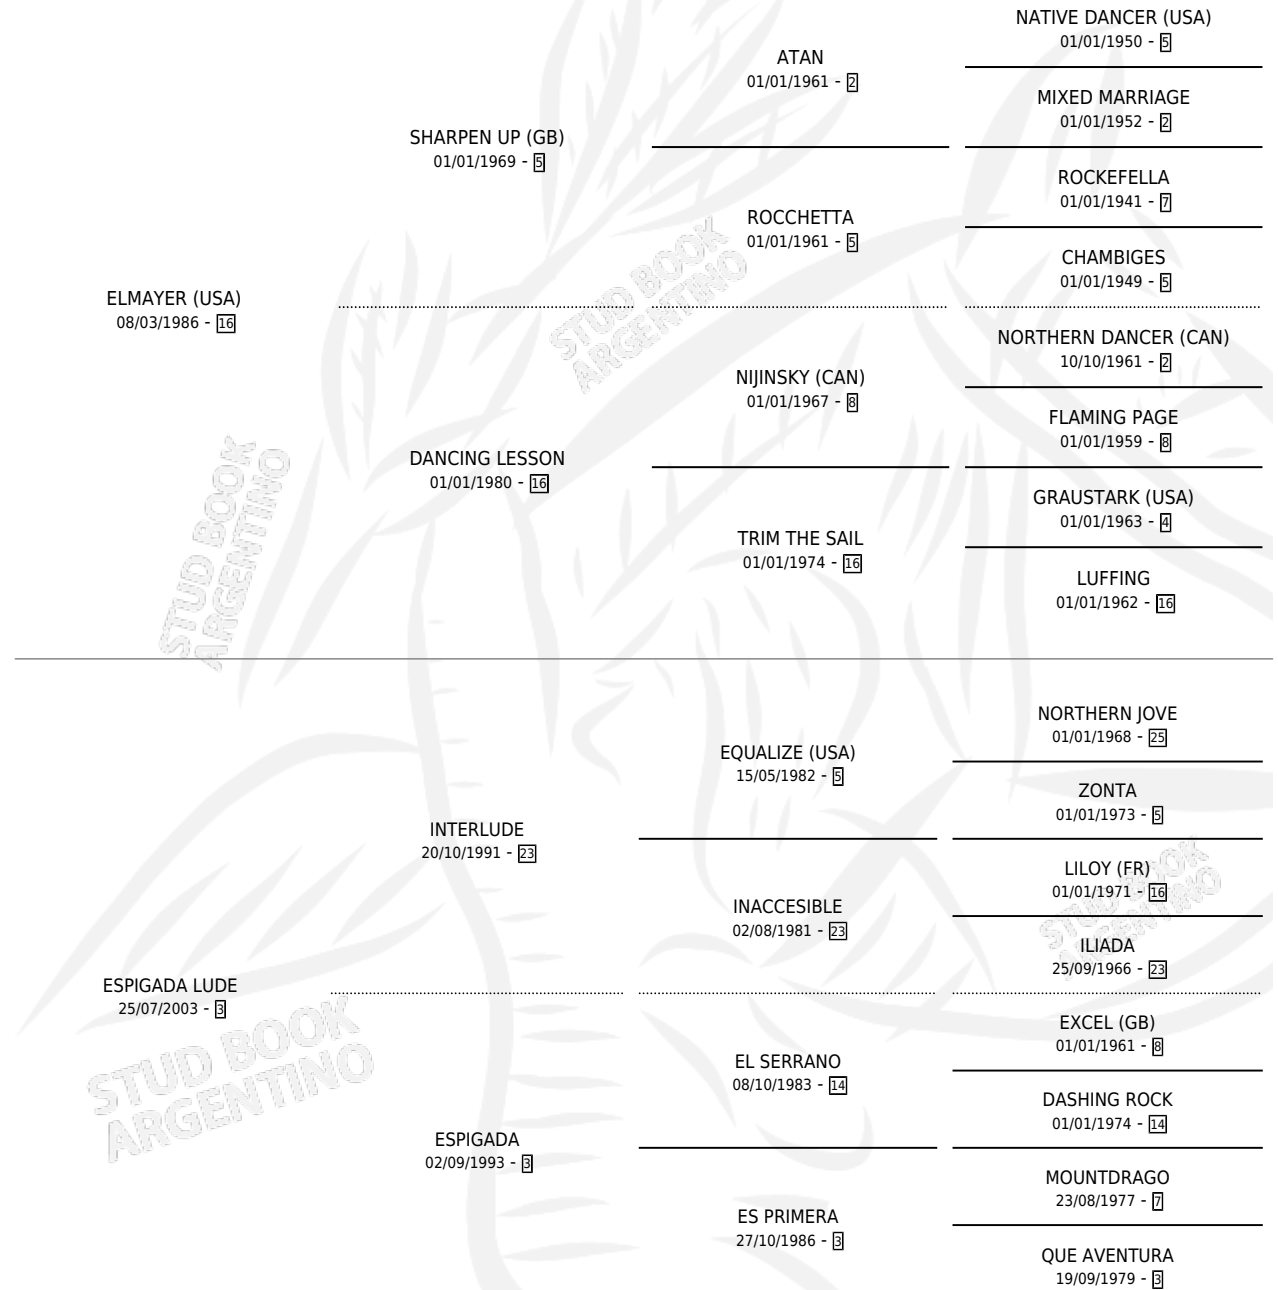 NATIVE DANCER (USA)
01/01/1950 - 5
ATAN
01/01/1961 - 2
MIXED MARRIAGE
01/01/1952 - 2
SHARPEN UP (GB)
01/01/1969 - 5
ROCKEFELLA
01/01/1941 - 7
ROCCHETTA
01/01/1961 - 5
CHAMBIGES
01/01/1949 - 5
ELMAYER (USA)
08/03/1986 - 16
NORTHERN DANCER (CAN)
10/10/1961 - 2
NIJINSKY (CAN)
01/01/1967 - 8
FLAMING PAGE
01/01/1959 - 8
DANCING LESSON
01/01/1980 - 16
GRAUSTARK (USA)
01/01/1963 - 4
TRIM THE SAIL
01/01/1974 - 16
LUFFING
01/01/1962 - 16
NORTHERN JOVE
01/01/1968 - 25
EQUALIZE (USA)
15/05/1982 - 5
ZONTA
01/01/1973 - 5
INTERLUDE
20/10/1991 - 23
LILOY (FR)
01/01/1971 - 16
INACCESIBLE
02/08/1981 - 23
ILIADA
25/09/1966 - 23
ESPIGADA LUDE
25/07/2003 - 3
EXCEL (GB)
01/01/1961 - 8
EL SERRANO
08/10/1983 - 14
DASHING ROCK
01/01/1974 - 14
ESPIGADA
02/09/1993 - 3
MOUNTDRAGO
23/08/1977 - 7
ES PRIMERA
27/10/1986 - 3
QUE AVENTURA
19/09/1979 - 3
STUD BOOK
ARGENTINO
STUD BOOK
ARGENTINO
STUD BOOK
ARGENTINO
STUD BOOK
ARGENTINO